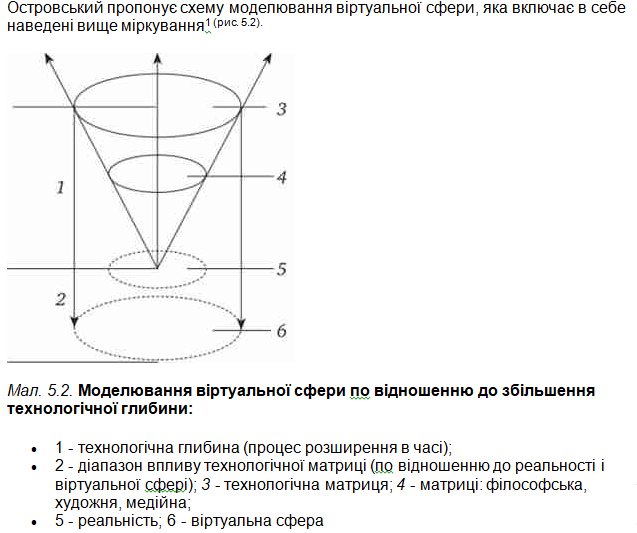 Островський пропонує схему моделювання віртуальної сфери, яка включає в себе
наведені вище міркування¹ (рис. 5.2).
3
1
4
5
2
6
Мал. 5.2. Моделювання віртуальної сфери по відношенню до збільшення
технологічної глибини:
• 1 - технологічна глибина (процес розширення в часі);
• 2 - діапазон впливу технологічної матриці (по відношенню до реальності і
віртуальної сфері); 3 - технологічна матриця; 4 - матриці: філософська,
художня, медійна;
• 5 - реальність; 6 - віртуальна сфера